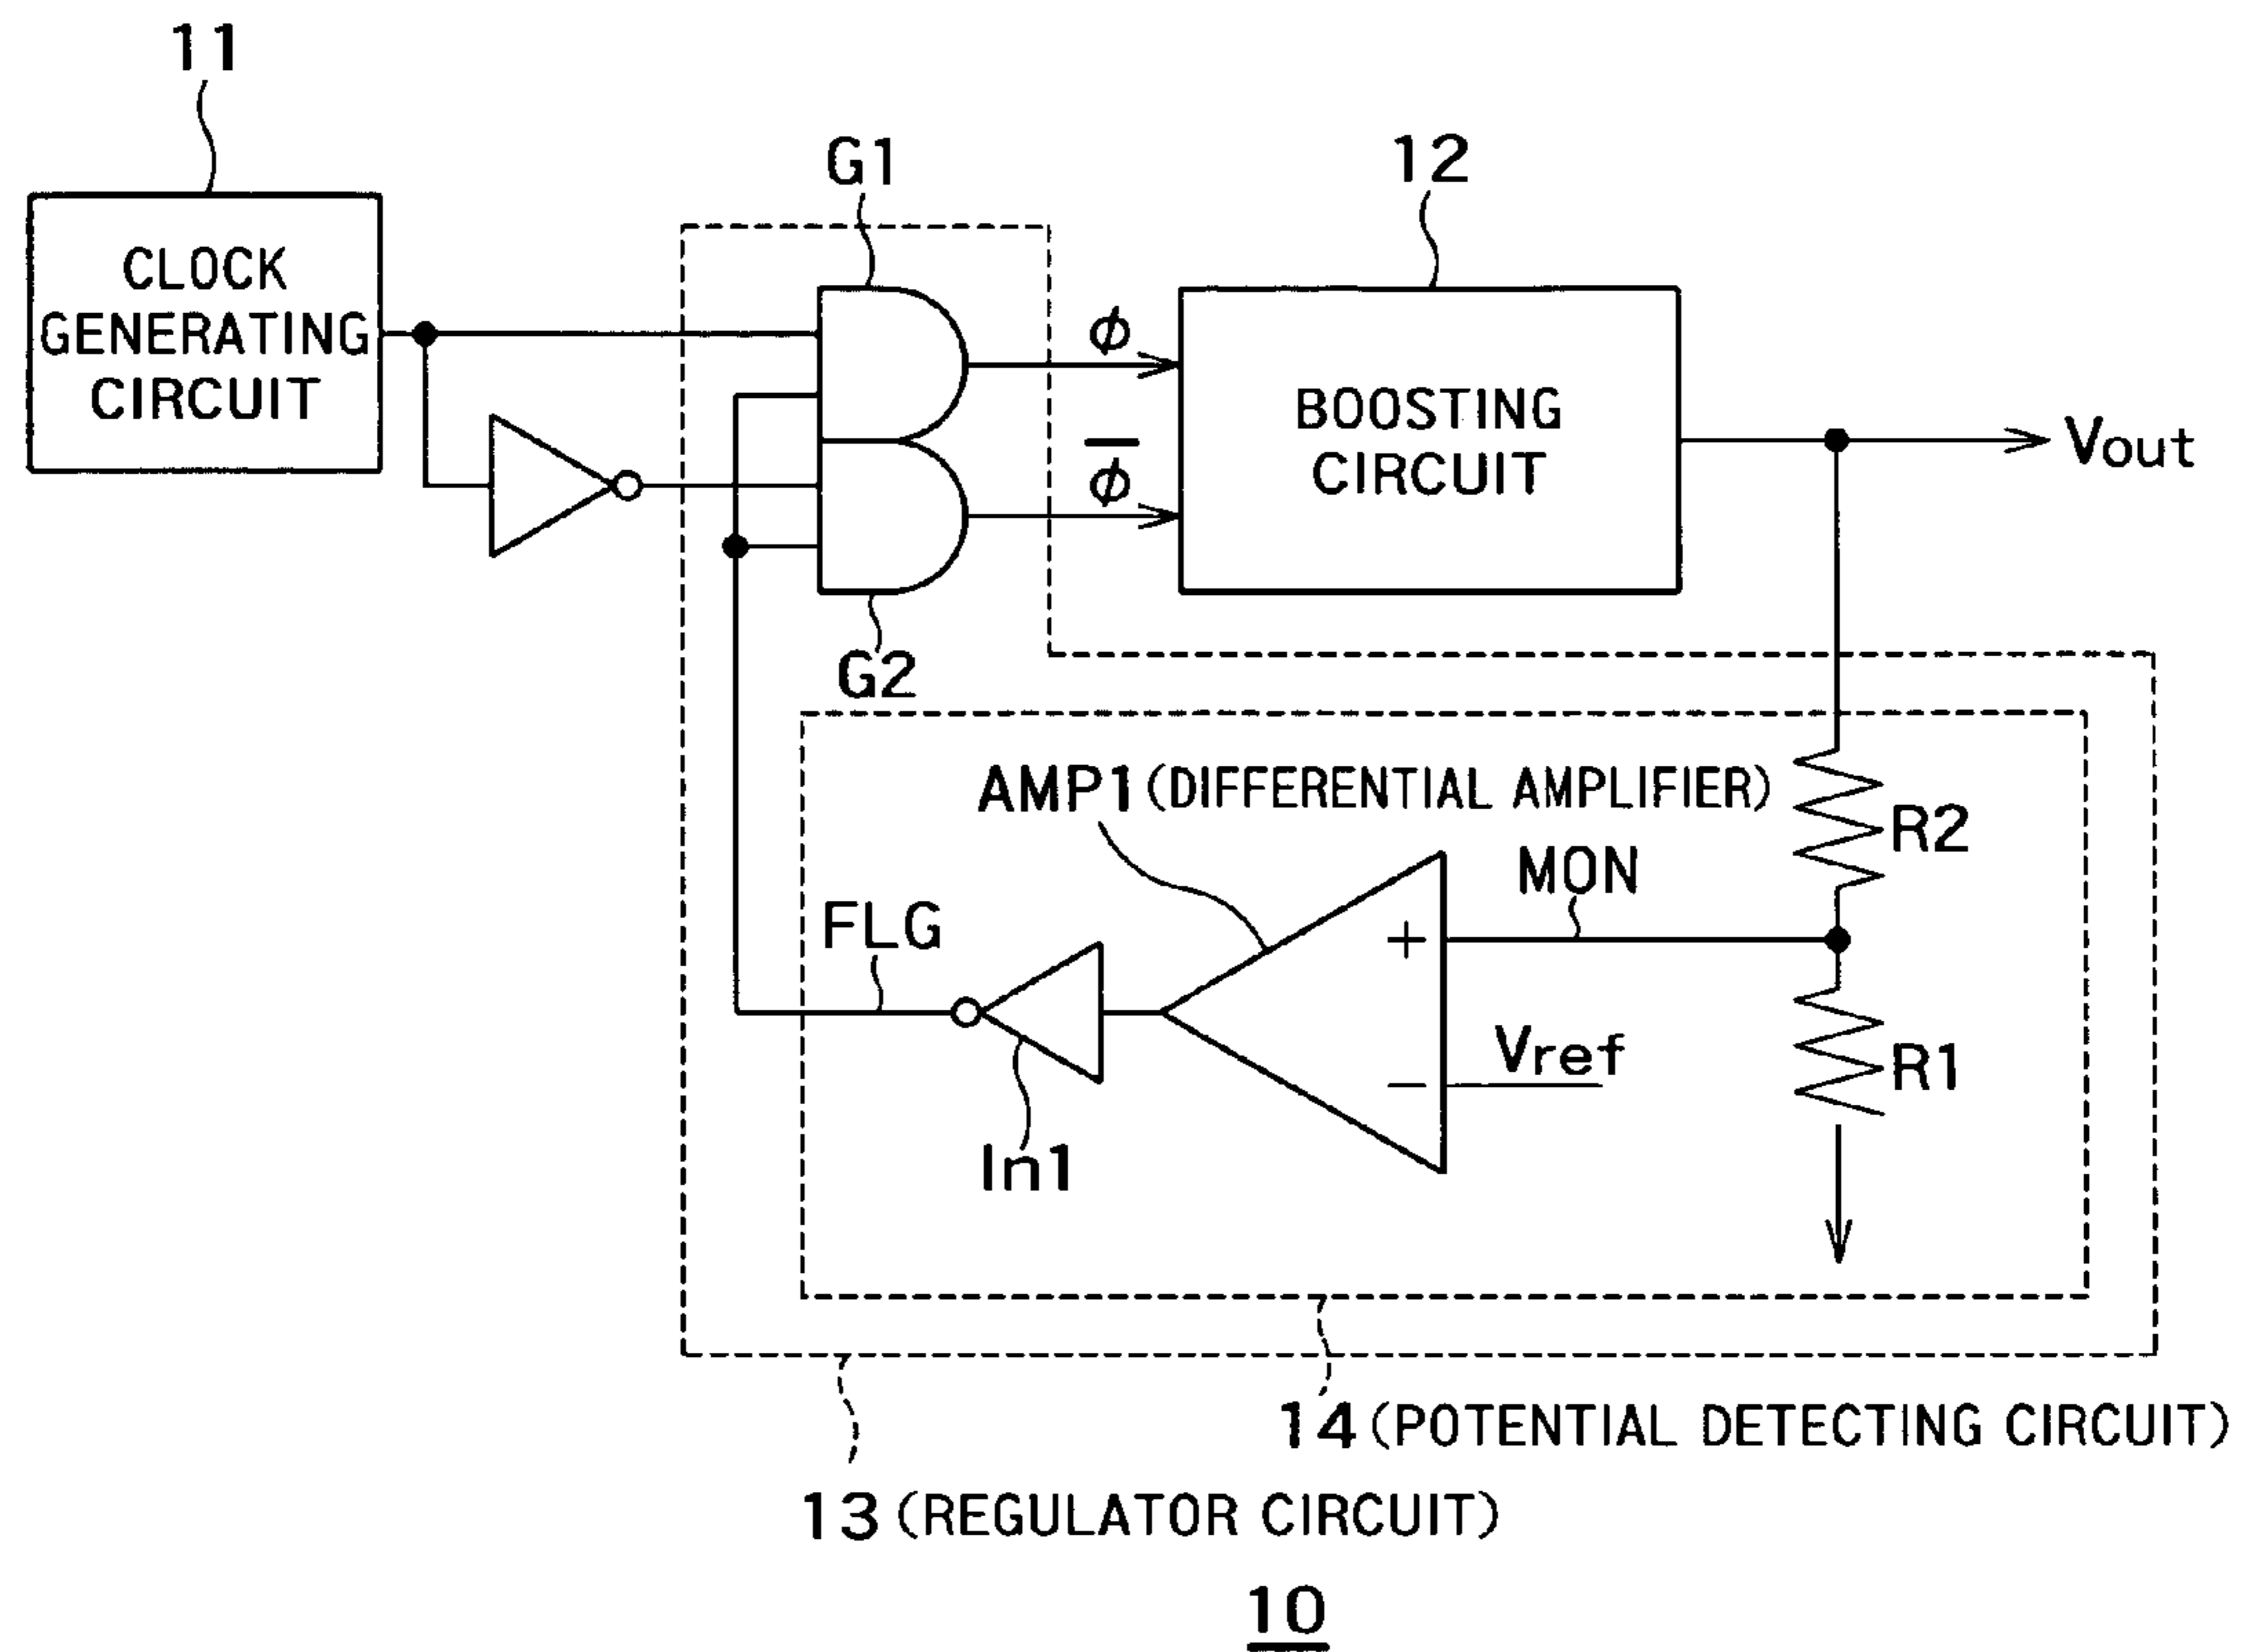 11
CLOCK
GENERATING
CIRCUIT
G1
12
ϕ
ϕ̅
BOOSTING
CIRCUIT
Vout
G2
AMP1 (DIFFERENTIAL AMPLIFIER)
R2
MON
FLG
+
Vref
−
R1
In1
14 (POTENTIAL DETECTING CIRCUIT)
13 (REGULATOR CIRCUIT)
10